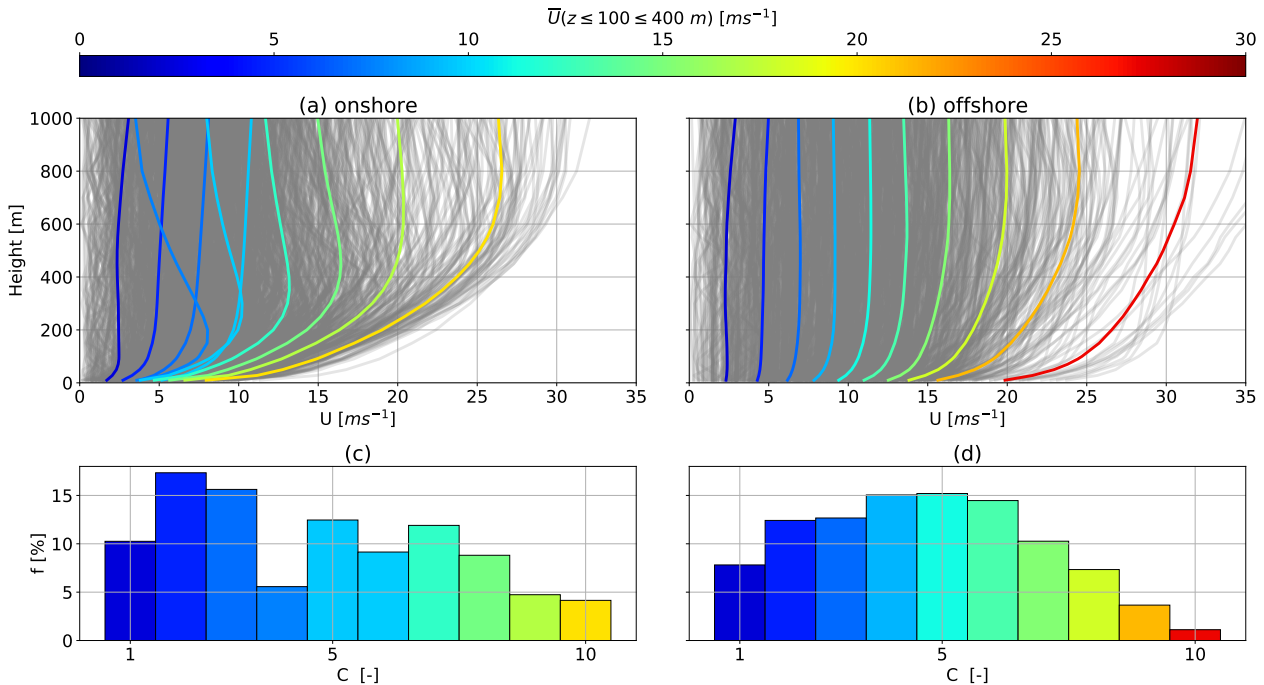 U̅(z ≤ 100 ≤ 400 m) [ms⁻¹]
0 5 10 15 20 25 30
(a) onshore (b) offshore
1000
800
600
400
200
0
Height [m]
0 5 10 15 20 25 30 35
0 5 10 15 20 25 30 35
U [ms⁻¹] U [ms⁻¹]
(c) (d)
15
10
5
0
f [%]
1 5 10
1 5 10
C [-] C [-]